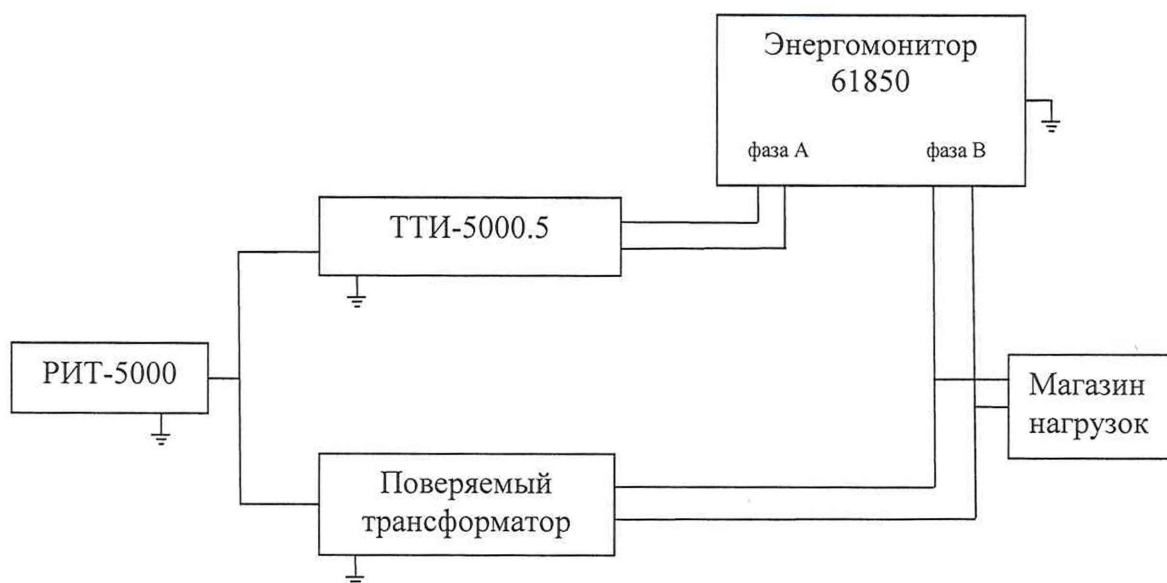 Энергомонитор
61850
фаза А
фаза В
ТТИ-5000.5
РИТ-5000
Магазин
нагрузок
Поверяемый
трансформатор